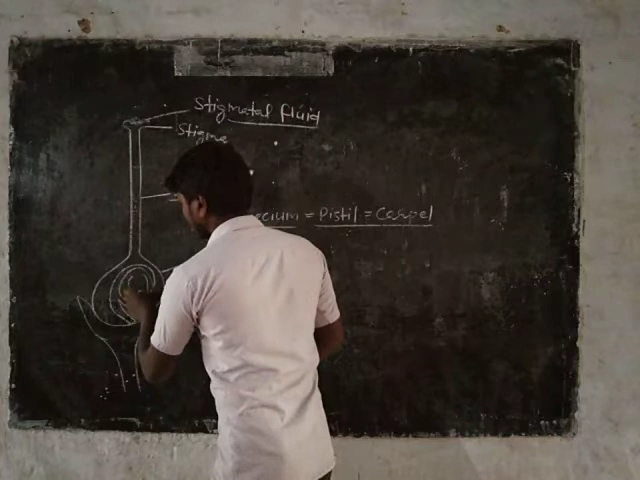 Stigmatal fluid
Stigma
ecium = Pistil = Carpel